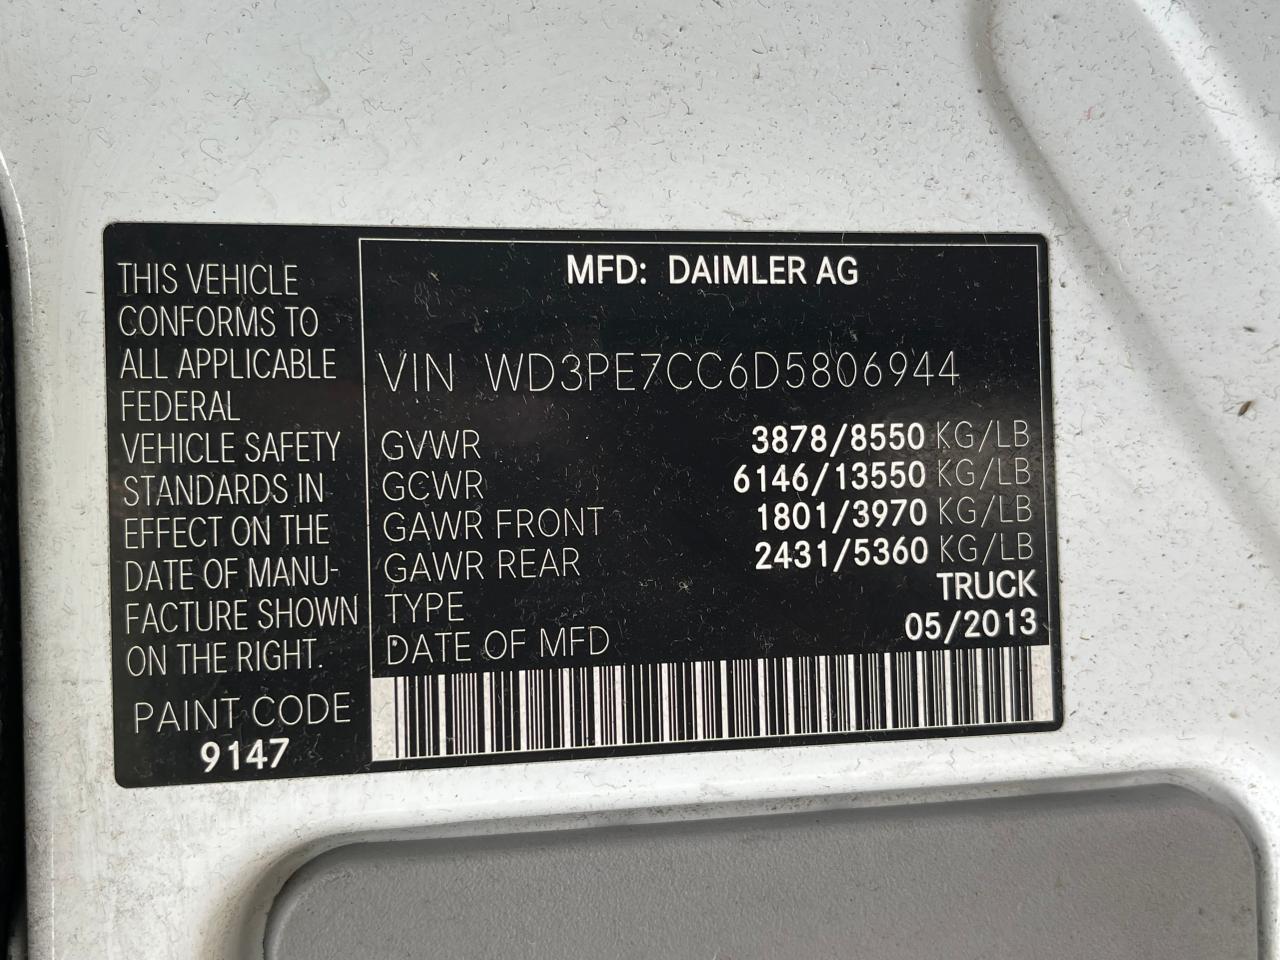 THIS VEHICLE
CONFORMS TO
ALL APPLICABLE
FEDERAL
VEHICLE SAFETY
STANDARDS IN
EFFECT ON THE
DATE OF MANU-
FACTURE SHOWN
ON THE RIGHT.
PAINT CODE
9147
MFD: DAIMLER AG
VIN WD3PE7CC6D5806944
GVWR 3878/8550 KG/LB
GCWR 6146/13550 KG/LB
GAWR FRONT 1801/3970 KG/LB
GAWR REAR 2431/5360 KG/LB
TYPE TRUCK
DATE OF MFD 05/2013